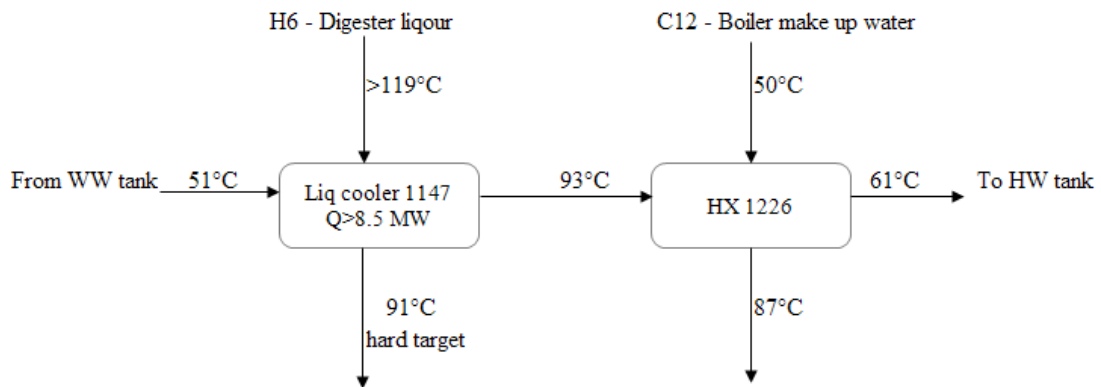 H6 - Digester liqour
C12 - Boiler make up water
>119°C
50°C
From WW tank
51°C
Liq cooler 1147
Q>8.5 MW
93°C
HX 1226
61°C
To HW tank
91°C
hard target
87°C